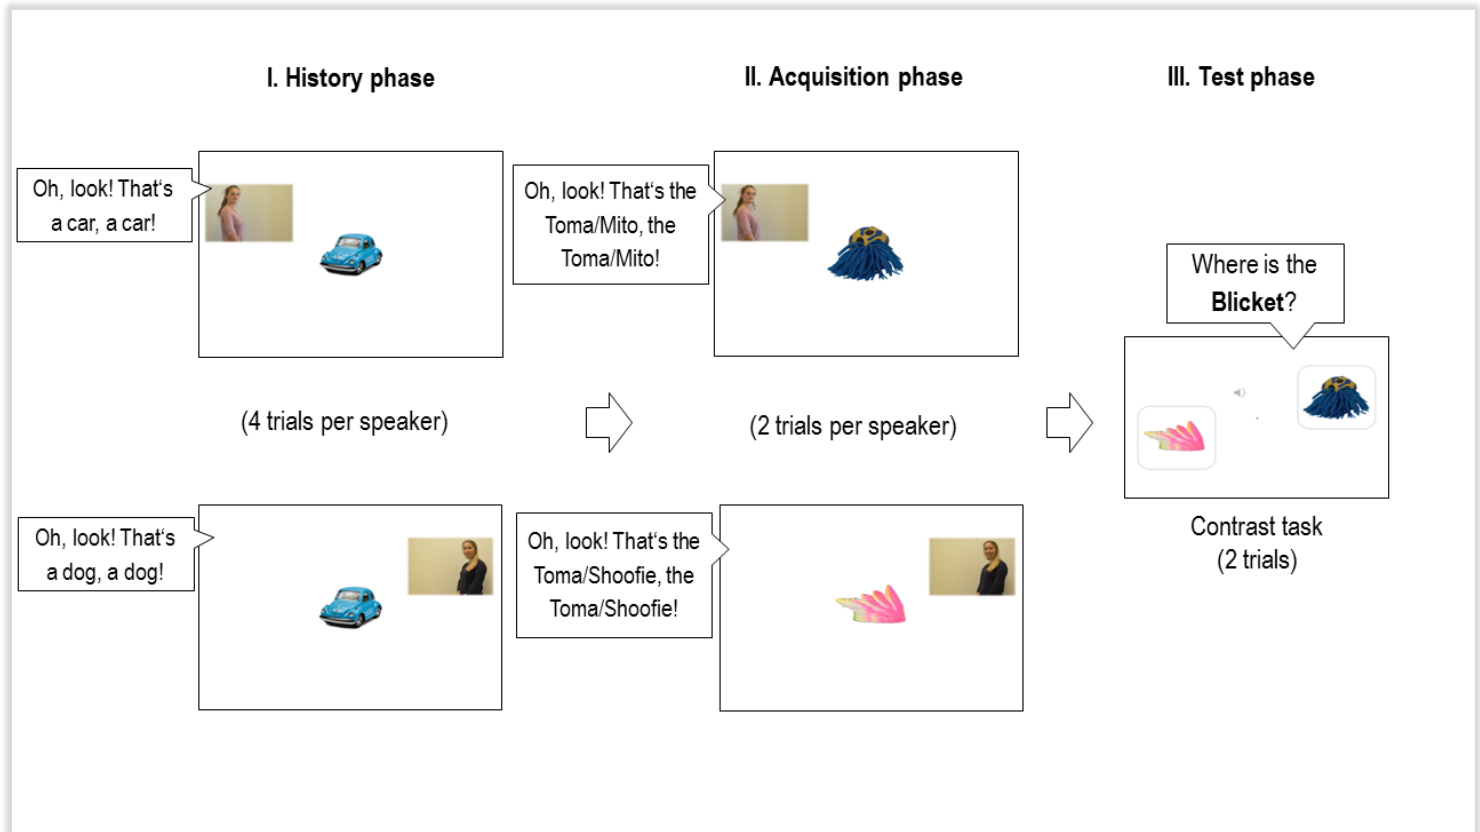 I. History phase
II. Acquisition phase
III. Test phase
Oh, look! That‘s
a car, a car!
Oh, look! That‘s the
Toma/Mito, the
Toma/Mito!
Where is the
Blicket?
(4 trials per speaker)
(2 trials per speaker)
Oh, look! That‘s
a dog, a dog!
Oh, look! That‘s the
Toma/Shoofie, the
Toma/Shoofie!
Contrast task
(2 trials)